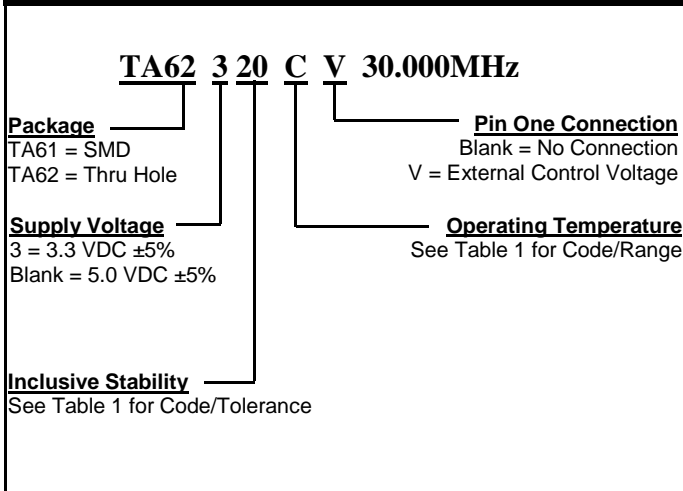 TA62 3 20 C V 30.000MHz
Package
TA61 = SMD
TA62 = Thru Hole
Supply Voltage
3 = 3.3 VDC ±5%
Blank = 5.0 VDC ±5%
Inclusive Stability
See Table 1 for Code/Tolerance
Pin One Connection
Blank = No Connection
V = External Control Voltage
Operating Temperature
See Table 1 for Code/Range